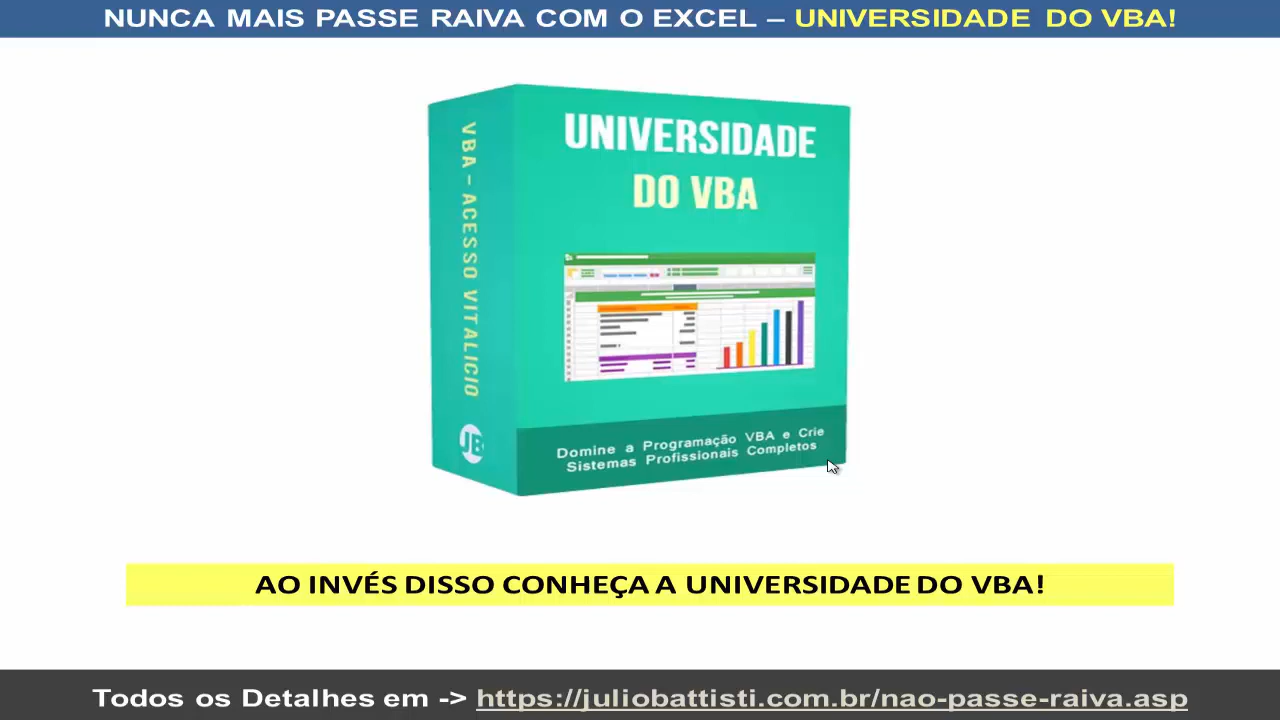 NUNCA MAIS PASSE RAIVA COM O EXCEL – UNIVERSIDADE DO VBA!
UNIVERSIDADE
DO VBA
VBA – ACESSO VITALICIO
JB
Domine a Programação VBA e Crie
Sistemas Profissionais Completos
AO INVÉS DISSO CONHEÇA A UNIVERSIDADE DO VBA!
Todos os Detalhes em -> https://juliobattisti.com.br/nao-passe-raiva.asp